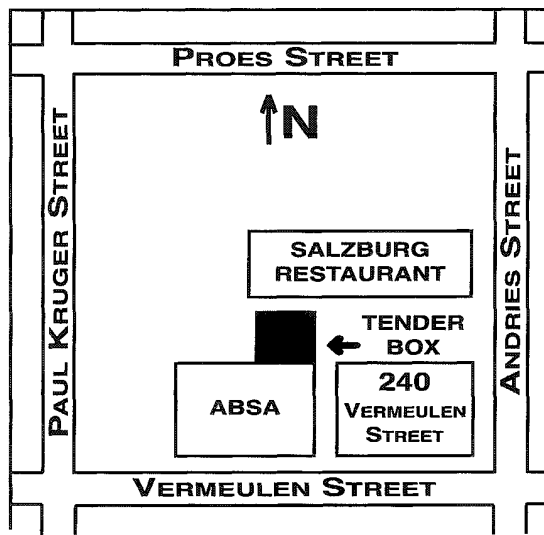 PROES STREET
N
PAUL KRUGER STREET
ANDRIES STREET
SALZBURG
RESTAURANT
TENDER
BOX
ABSA
240
VERMEULEN
STREET
VERMEULEN STREET